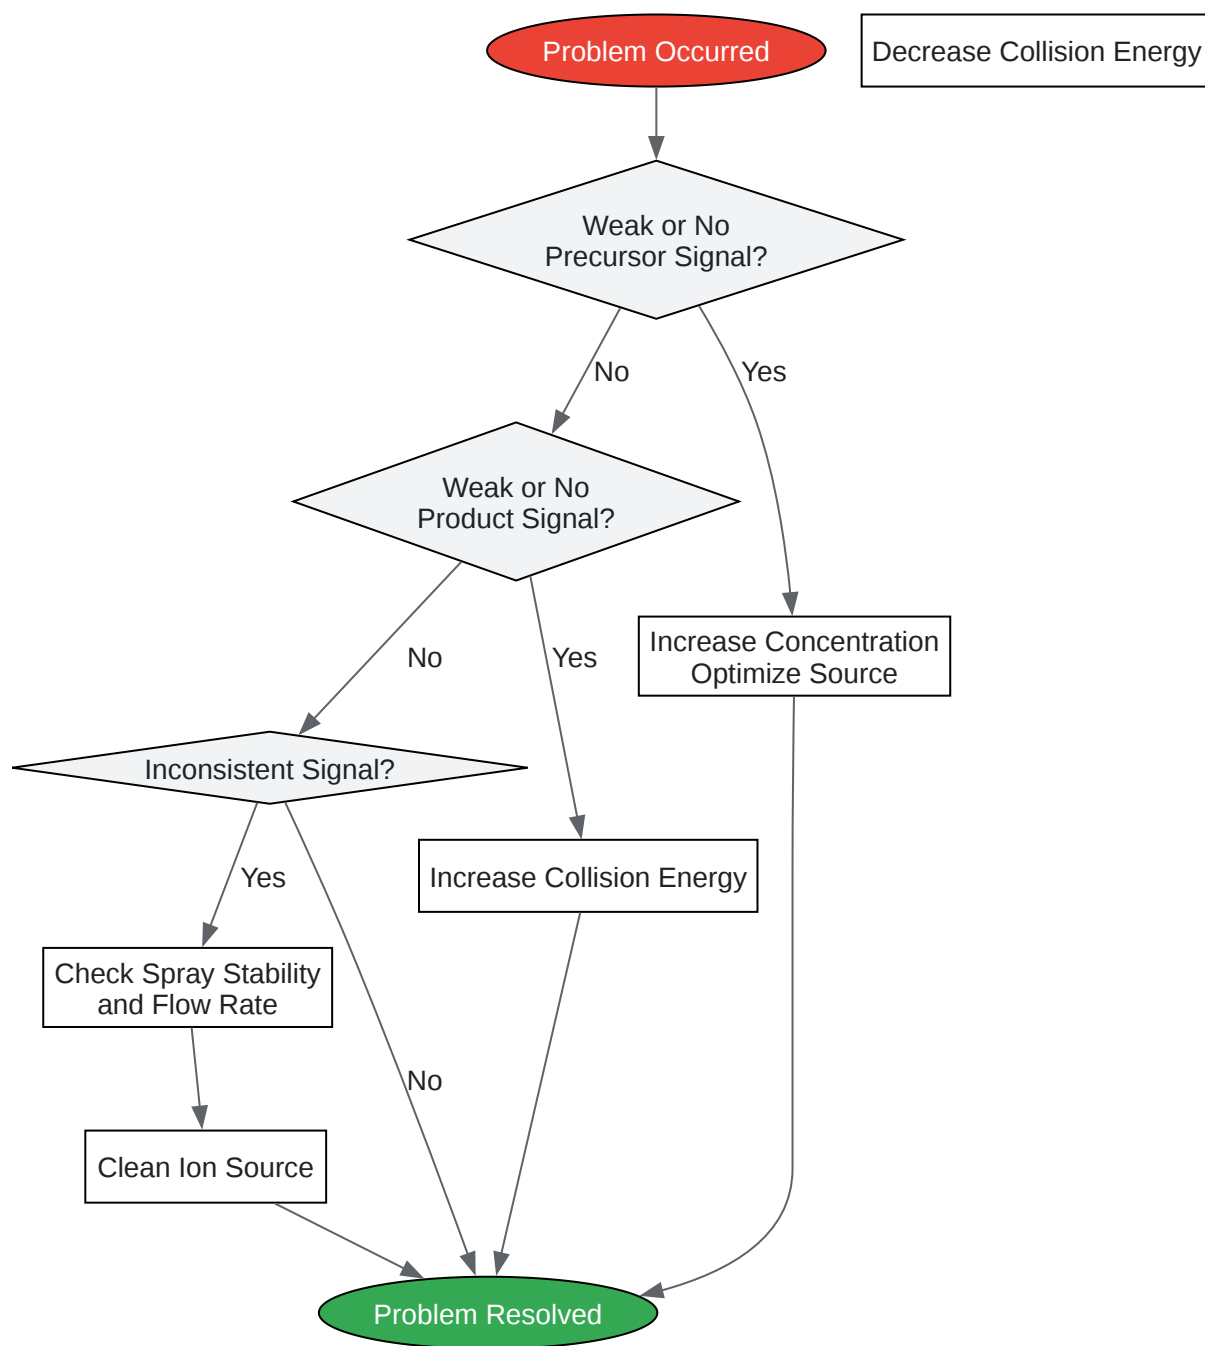 Problem Occurred
Decrease Collision Energy
Weak or No
Precursor Signal?
No
Yes
Weak or No
Product Signal?
No
Yes
Increase Concentration
Optimize Source
Inconsistent Signal?
Yes
Increase Collision Energy
Check Spray Stability
and Flow Rate
No
Clean Ion Source
Problem Resolved